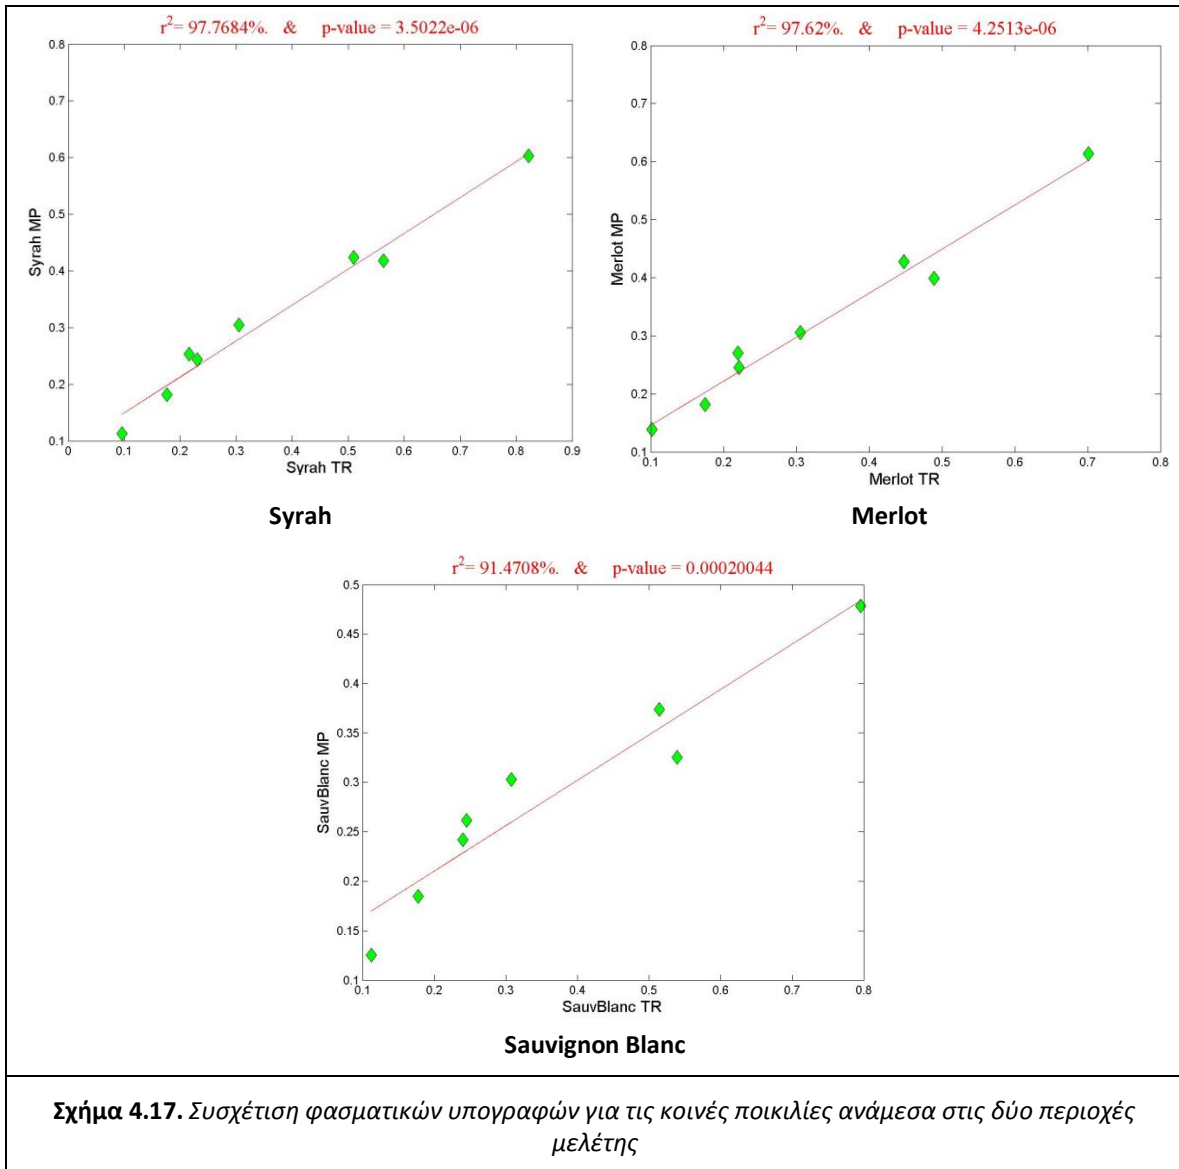 r²= 97.7684%. & p-value = 3.5022e-06
0.8
0.7
0.6
0.5
0.4
0.3
0.2
0.1
Syrah MP
0 0.1 0.2 0.3 0.4 0.5 0.6 0.7 0.8 0.9
Syrah TR
Syrah
r²= 97.62%. & p-value = 4.2513e-06
0.8
0.7
0.6
0.5
0.4
0.3
0.2
0.1
Merlot MP
0.1 0.2 0.3 0.4 0.5 0.6 0.7 0.8
Merlot TR
Merlot
r²= 91.4708%. & p-value = 0.00020044
0.5
0.45
0.4
0.35
0.3
0.25
0.2
0.15
0.1
SauvBlanc MP
0.1 0.2 0.3 0.4 0.5 0.6 0.7 0.8
SauvBlanc TR
Sauvignon Blanc
Σχήμα 4.17. Συσχέτιση φασματικών υπογραφών για τις κοινές ποικιλίες ανάμεσα στις δύο περιοχές
μελέτης